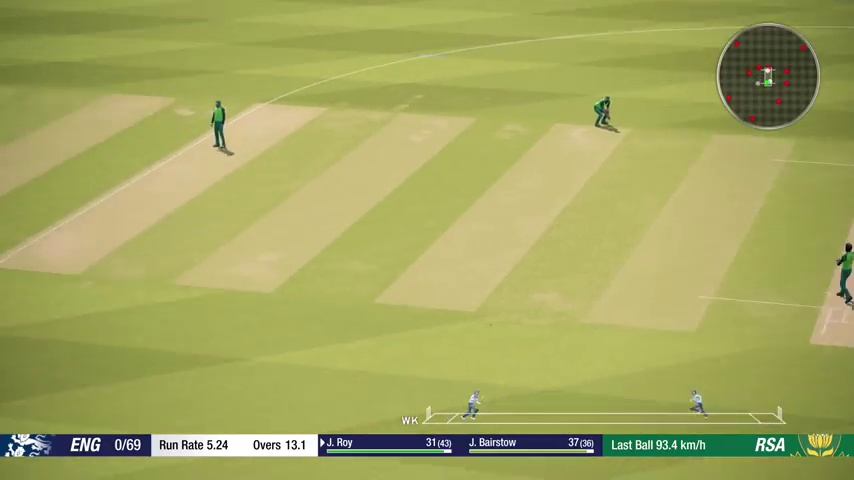 WK
ENG 0/69 Run Rate 5.24 Overs 13.1 J. Roy 31(43) J. Bairstow 37(36) Last Ball 93.4 km/h RSA